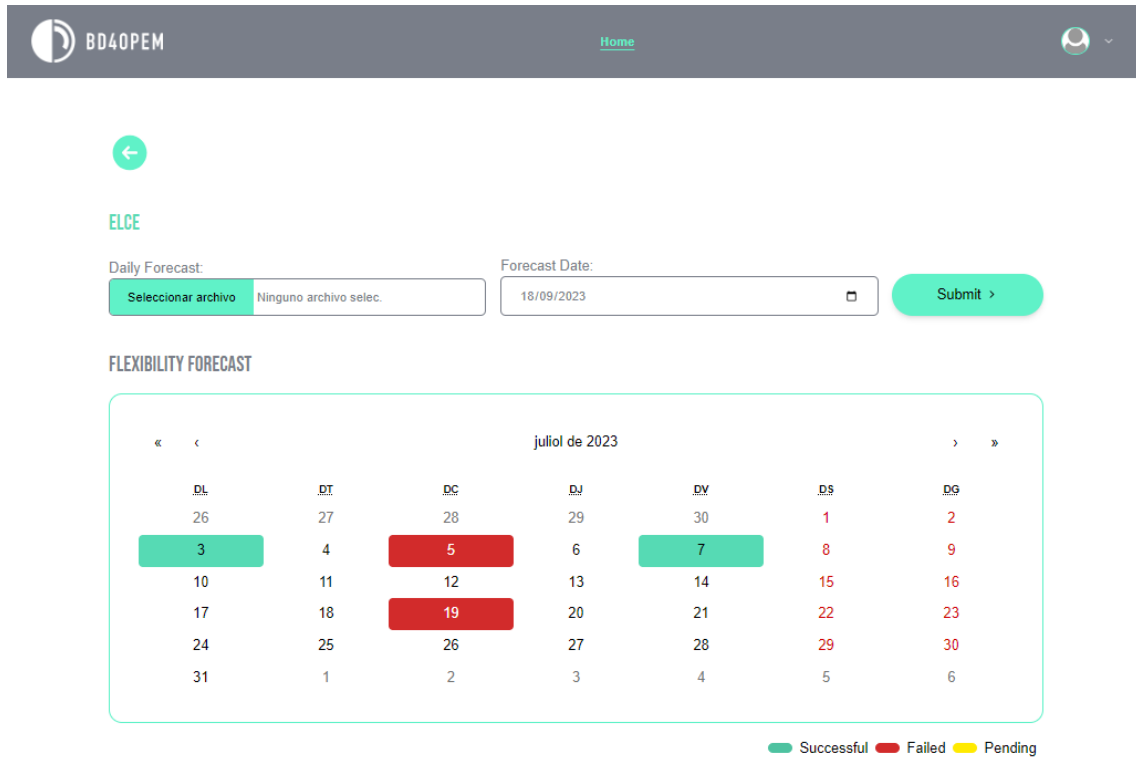 BD4OPEM
Home
ELCE
Daily Forecast:
Forecast Date:
Seleccionar archivo Ninguno archivo selec.
18/09/2023
Submit >
FLEXIBILITY FORECAST
« ‹ juliol de 2023 › »
DL DT DC DJ DV DS DG
26 27 28 29 30 1 2
3 4 5 6 7 8 9
10 11 12 13 14 15 16
17 18 19 20 21 22 23
24 25 26 27 28 29 30
31 1 2 3 4 5 6
Successful Failed Pending